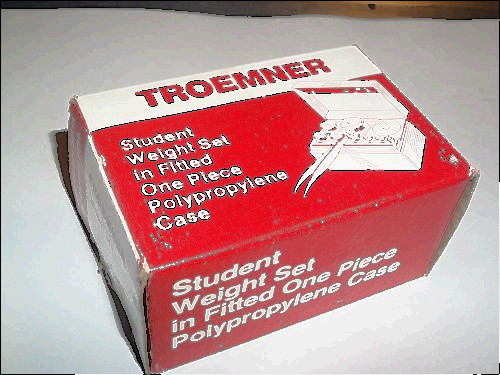 TROEMNER
Student
Weight Set
in Fitted
One Piece
Polypropylene
Case
Student
Weight Set
in Fitted One Piece
Polypropylene Case